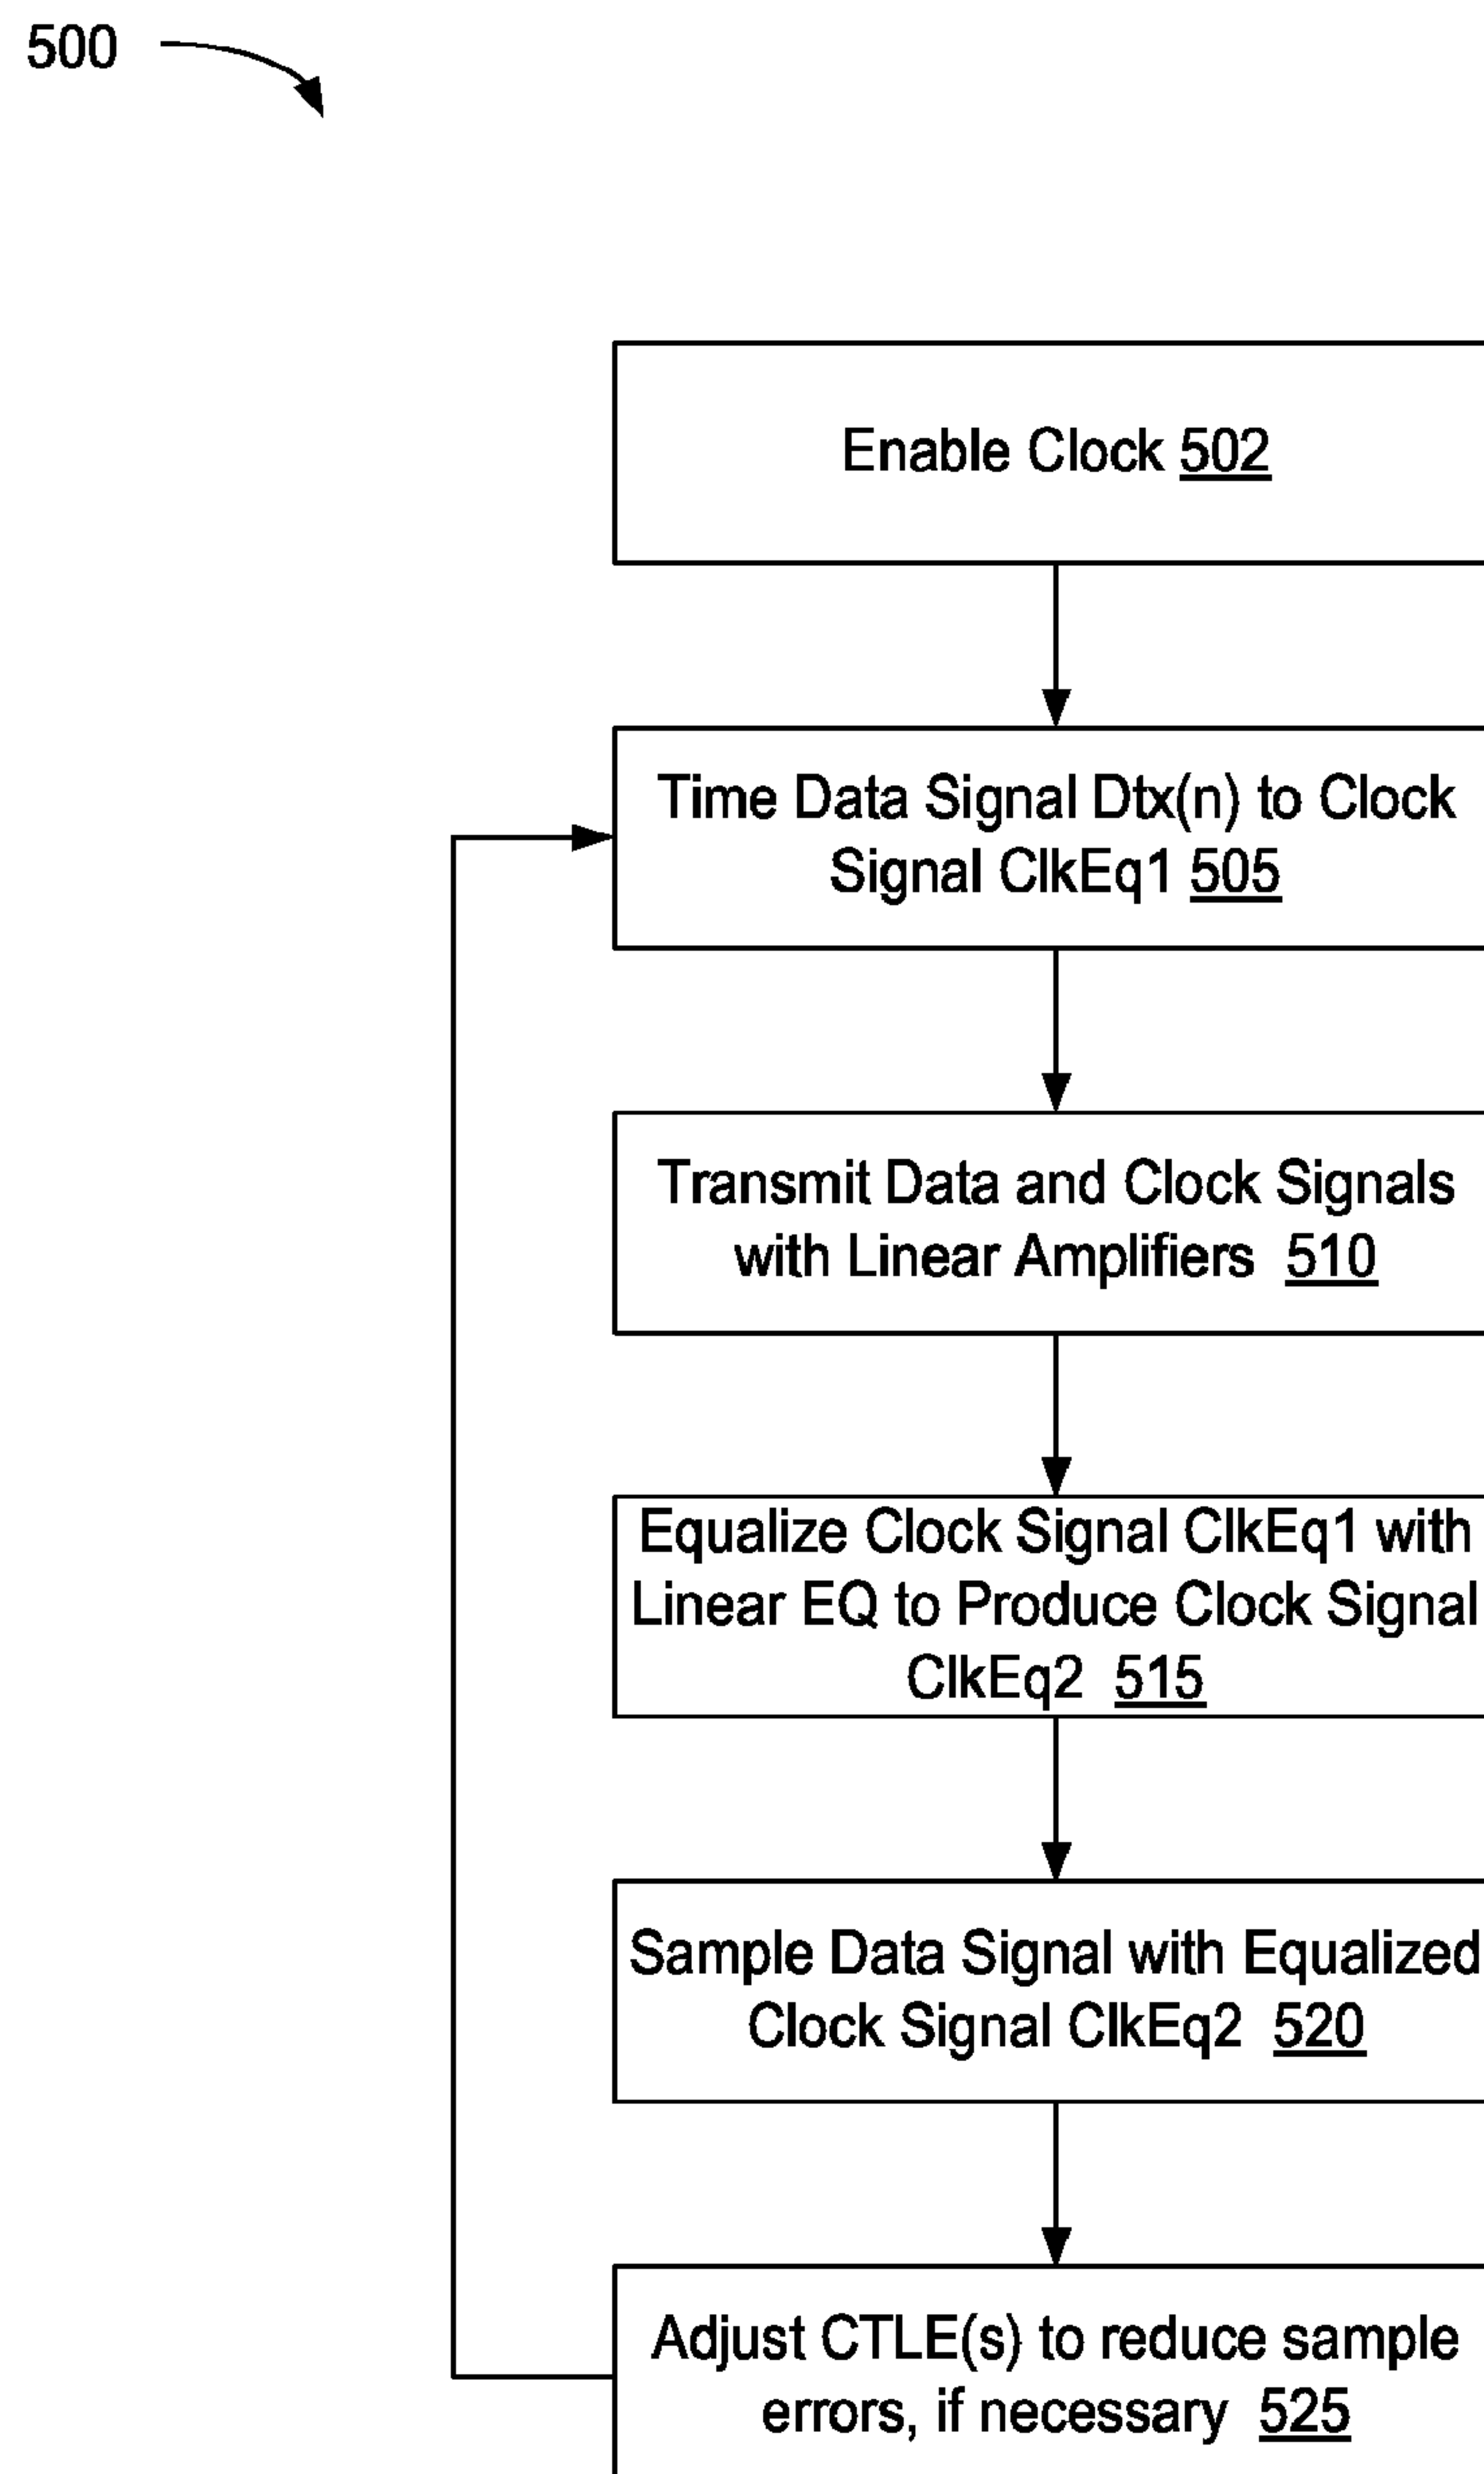 500
Enable Clock 502
Time Data Signal Dtx(n) to Clock
Signal ClkEq1 505
Transmit Data and Clock Signals
with Linear Amplifiers 510
Equalize Clock Signal ClkEq1 with
Linear EQ to Produce Clock Signal
ClkEq2 515
Sample Data Signal with Equalized
Clock Signal ClkEq2 520
Adjust CTLE(s) to reduce sample
errors, if necessary 525